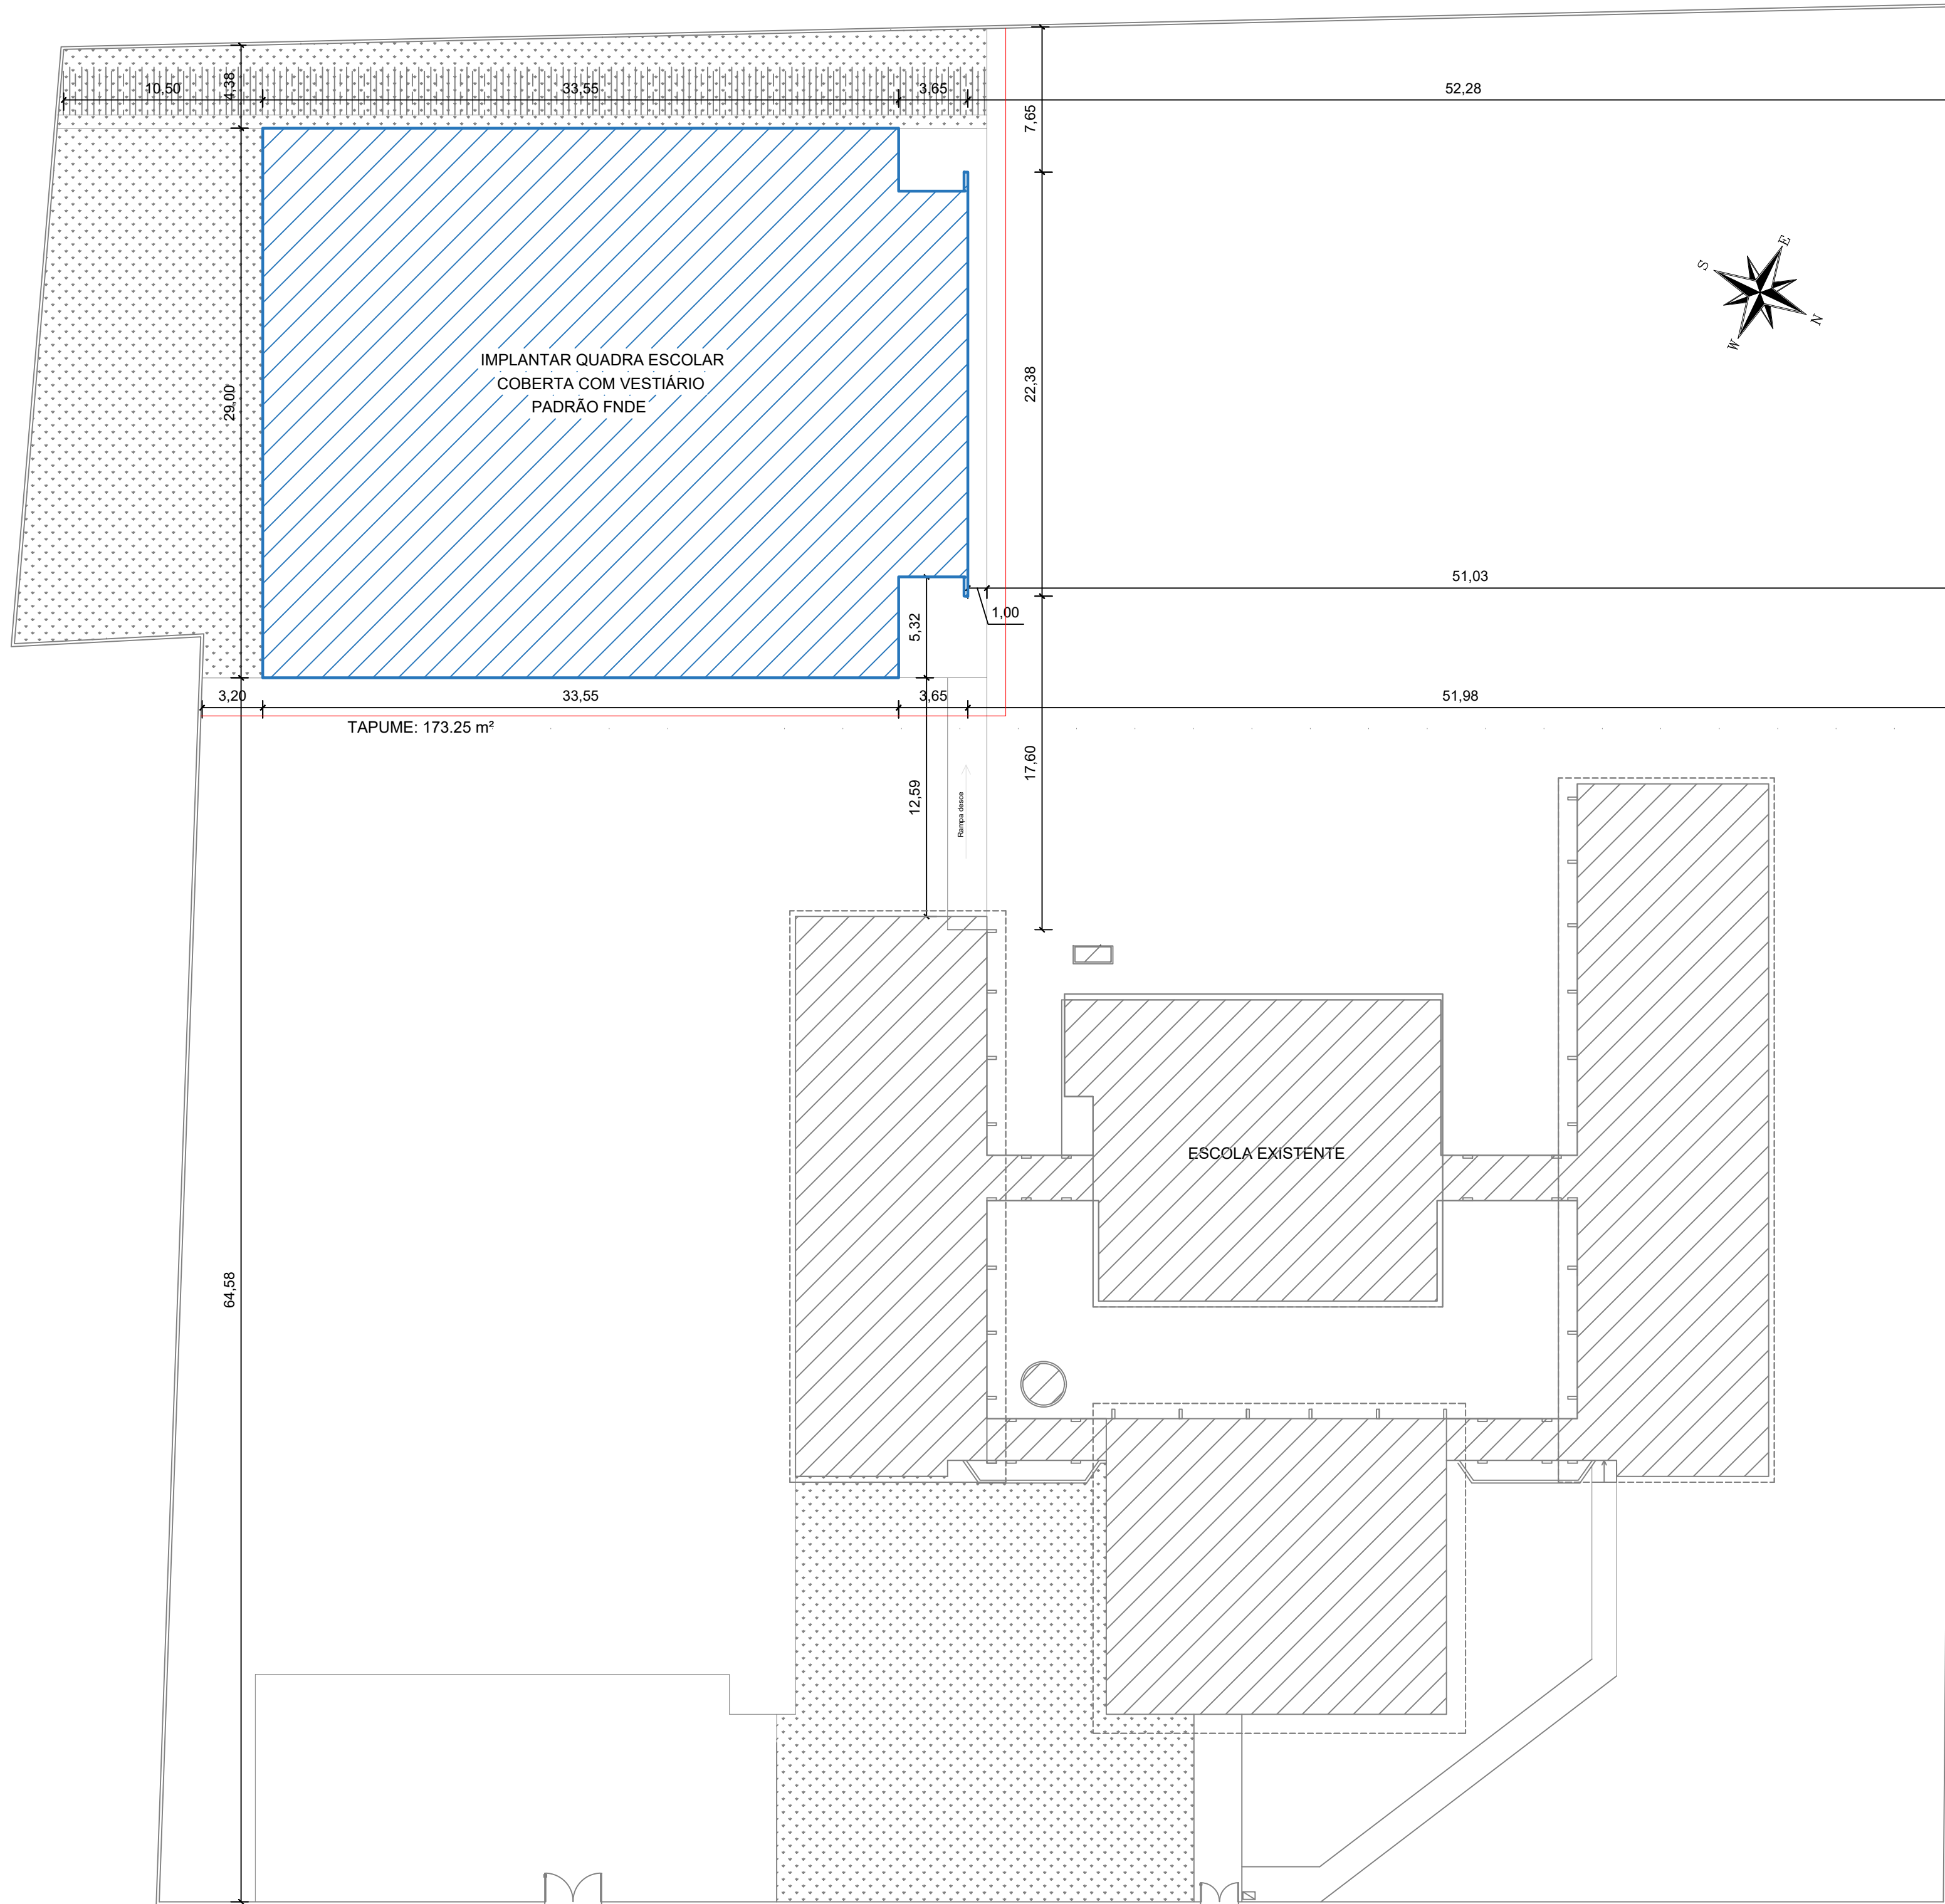 10,50
4,38
33,55
3,65
52,28
7,65
E
S
N
W
IMPLANTAR QUADRA ESCOLAR
COBERTA COM VESTIÁRIO
PADRÃO FNDE
29,00
22,38
51,03
1,00
5,32
3,20
33,55
3,65
51,98
TAPUME: 173.25 m²
17,60
12,59
Rampa desce
ESCOLA EXISTENTE
64,58